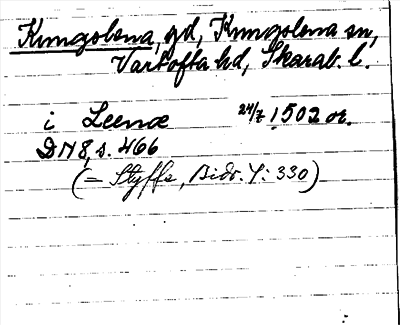 Kungslena, gd, Kungslena sn,
Vartofta hd, Skarab. l.
i Leenæ 24/7 1502 or.
DN 8, s. 466
(= Styffe, Bidr. 4: 330)